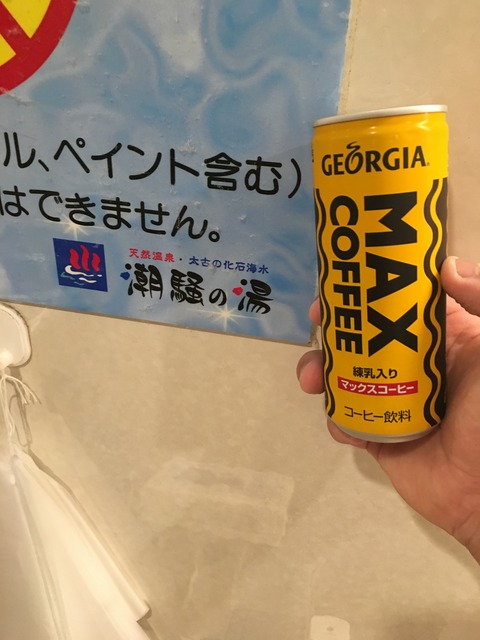 ル、ペイント含む)
はできません。
天然温泉・太古の化石海水
潮騒の湯
GEORGIA
MAX
COFFEE
練乳入り
マックスコーヒー
コーヒー飲料